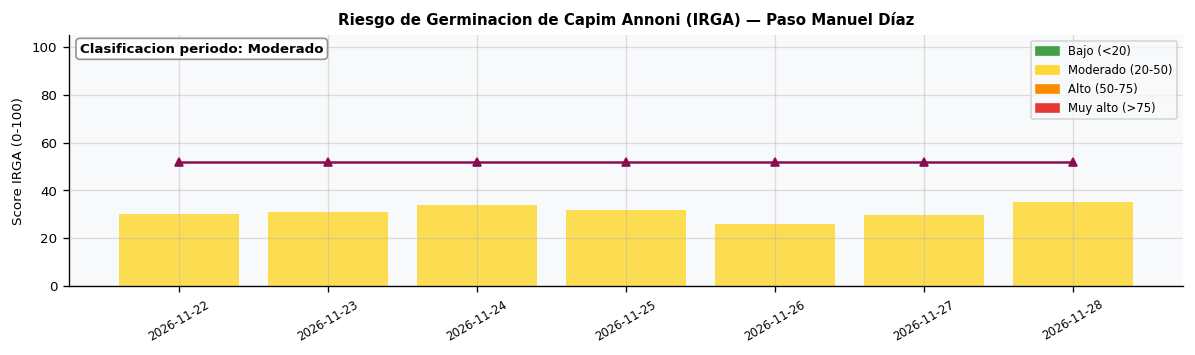 Riesgo de Germinacion de Capim Annoni (IRGA) — Paso Manuel Díaz
Clasificacion periodo: Moderado
Bajo (<20)
Moderado (20-50)
Alto (50-75)
Muy alto (>75)
Score IRGA (0-100)
100
80
60
40
20
0
2026-11-22
2026-11-23
2026-11-24
2026-11-25
2026-11-26
2026-11-27
2026-11-28